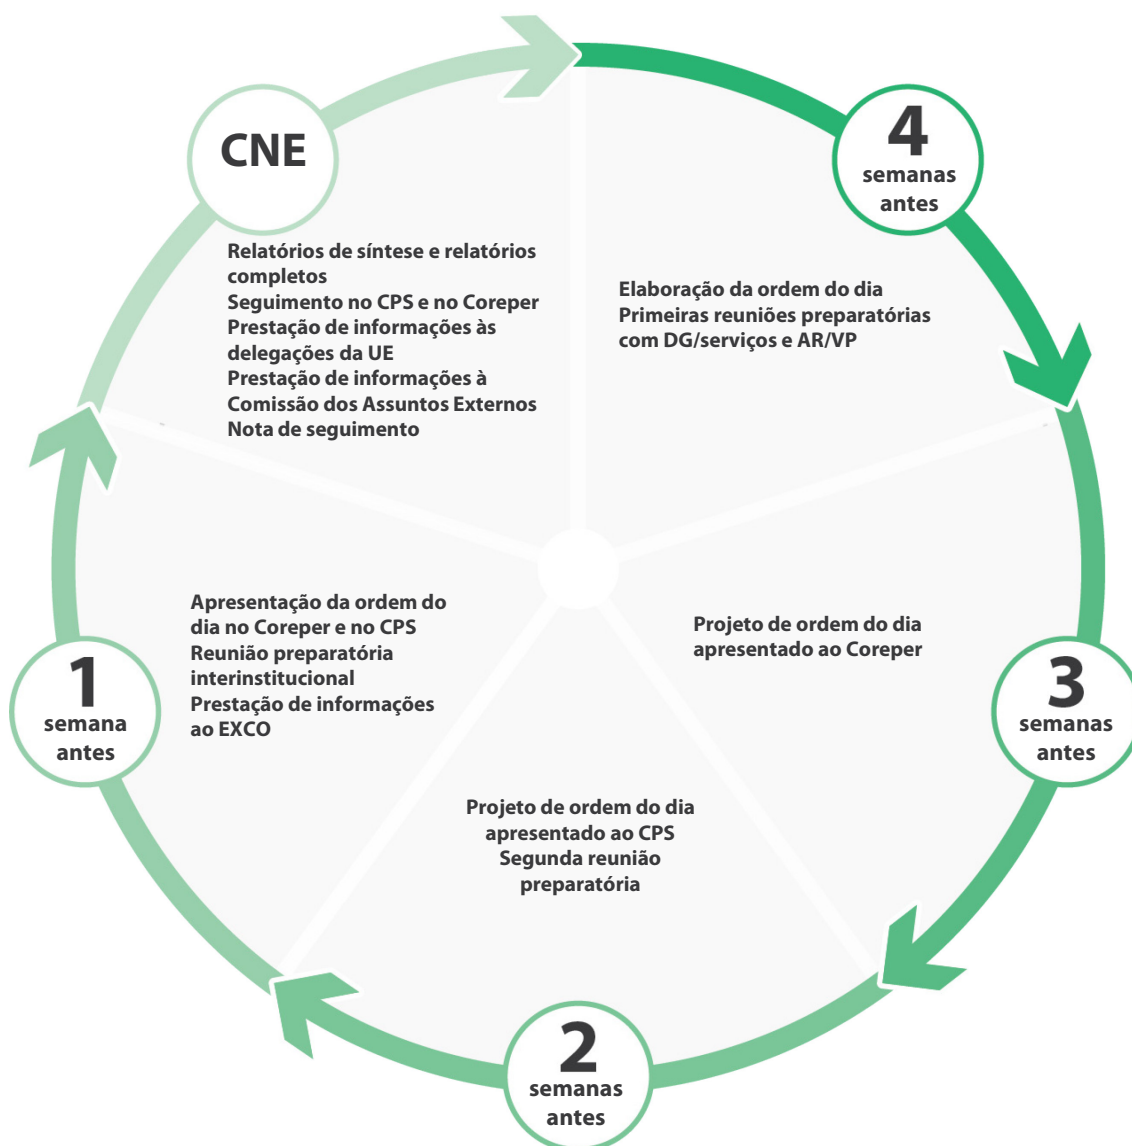 CNE
Relatórios de síntese e relatórios
completos
Seguimento no CPS e no Coreper
Prestação de informações às
delegações da UE
Prestação de informações à
Comissão dos Assuntos Externos
Nota de seguimento
4
semanas
antes
Elaboração da ordem do dia
Primeiras reuniões preparatórias
com DG/serviços e AR/VP
3
semanas
antes
Projeto de ordem do dia
apresentado ao Coreper
2
semanas
antes
Projeto de ordem do dia
apresentado ao CPS
Segunda reunião
preparatória
1
semana
antes
Apresentação da ordem do
dia no Coreper e no CPS
Reunião preparatória
interinstitucional
Prestação de informações
ao EXCO